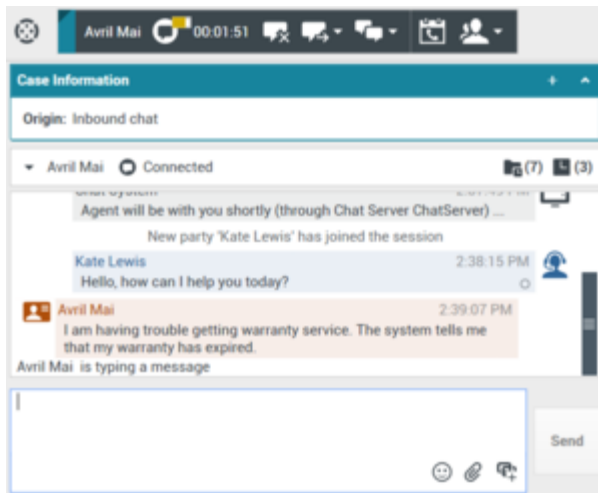 Avril Mai 00:01:51
Case Information
Origin: Inbound chat
Avril Mai Connected (7) (3)
Chat System
Agent will be with you shortly (through Chat Server ChatServer) ....
New party 'Kate Lewis' has joined the session
Kate Lewis 2:38:15 PM
Hello, how can I help you today?
Avril Mai 2:39:07 PM
I am having trouble getting warranty service. The system tells me
that my warranty has expired.
Avril Mai is typing a message
Send